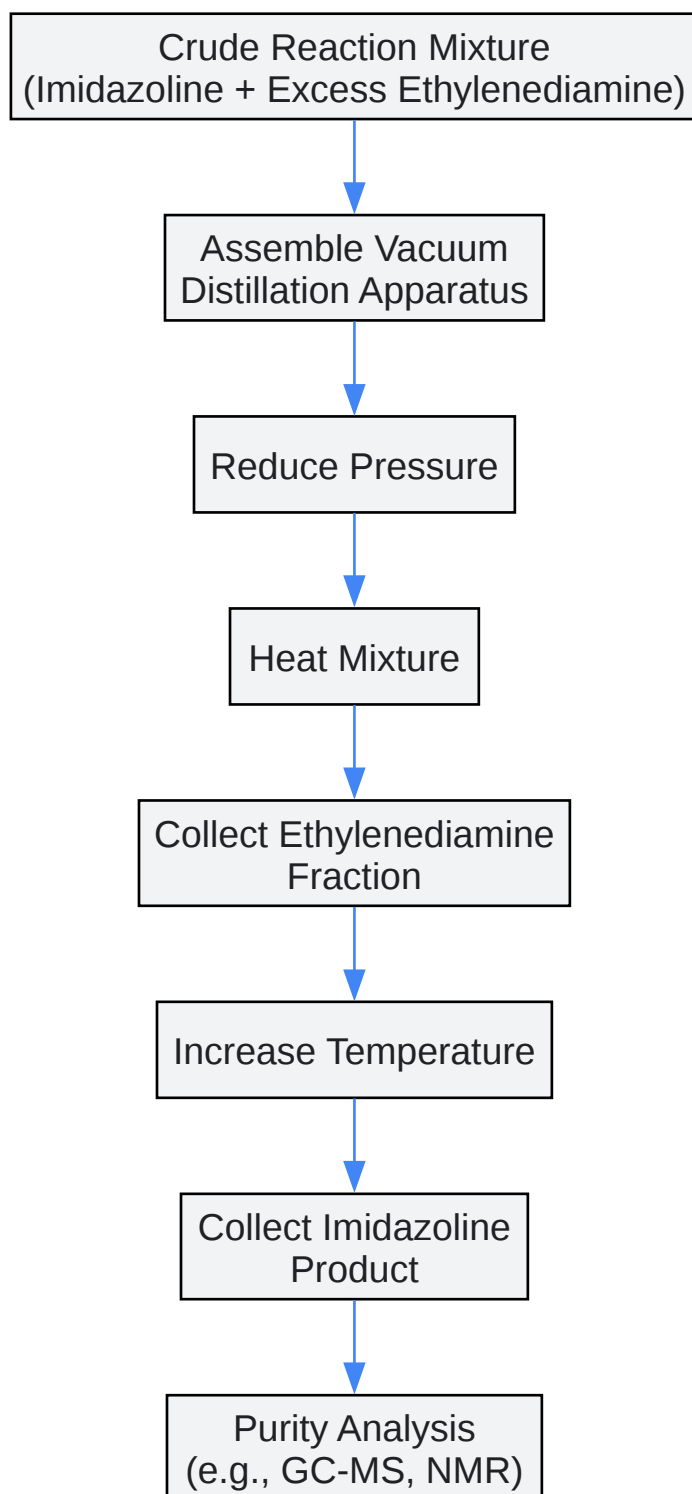 Crude Reaction Mixture
(Imidazoline + Excess Ethylenediamine)
Assemble Vacuum
Distillation Apparatus
Reduce Pressure
Heat Mixture
Collect Ethylenediamine
Fraction
Increase Temperature
Collect Imidazoline
Product
Purity Analysis
(e.g., GC-MS, NMR)